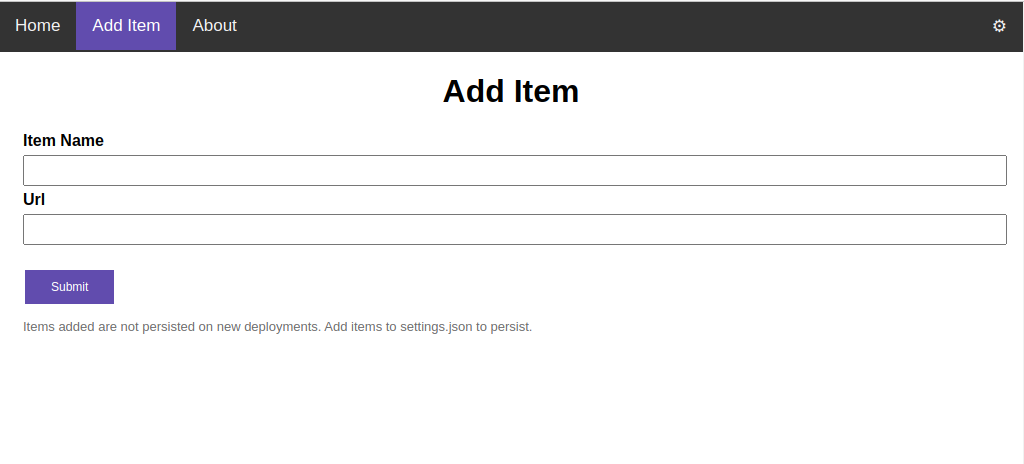 Home Add Item About ⚙
Add Item
Item Name
Url
Submit
Items added are not persisted on new deployments. Add items to settings.json to persist.